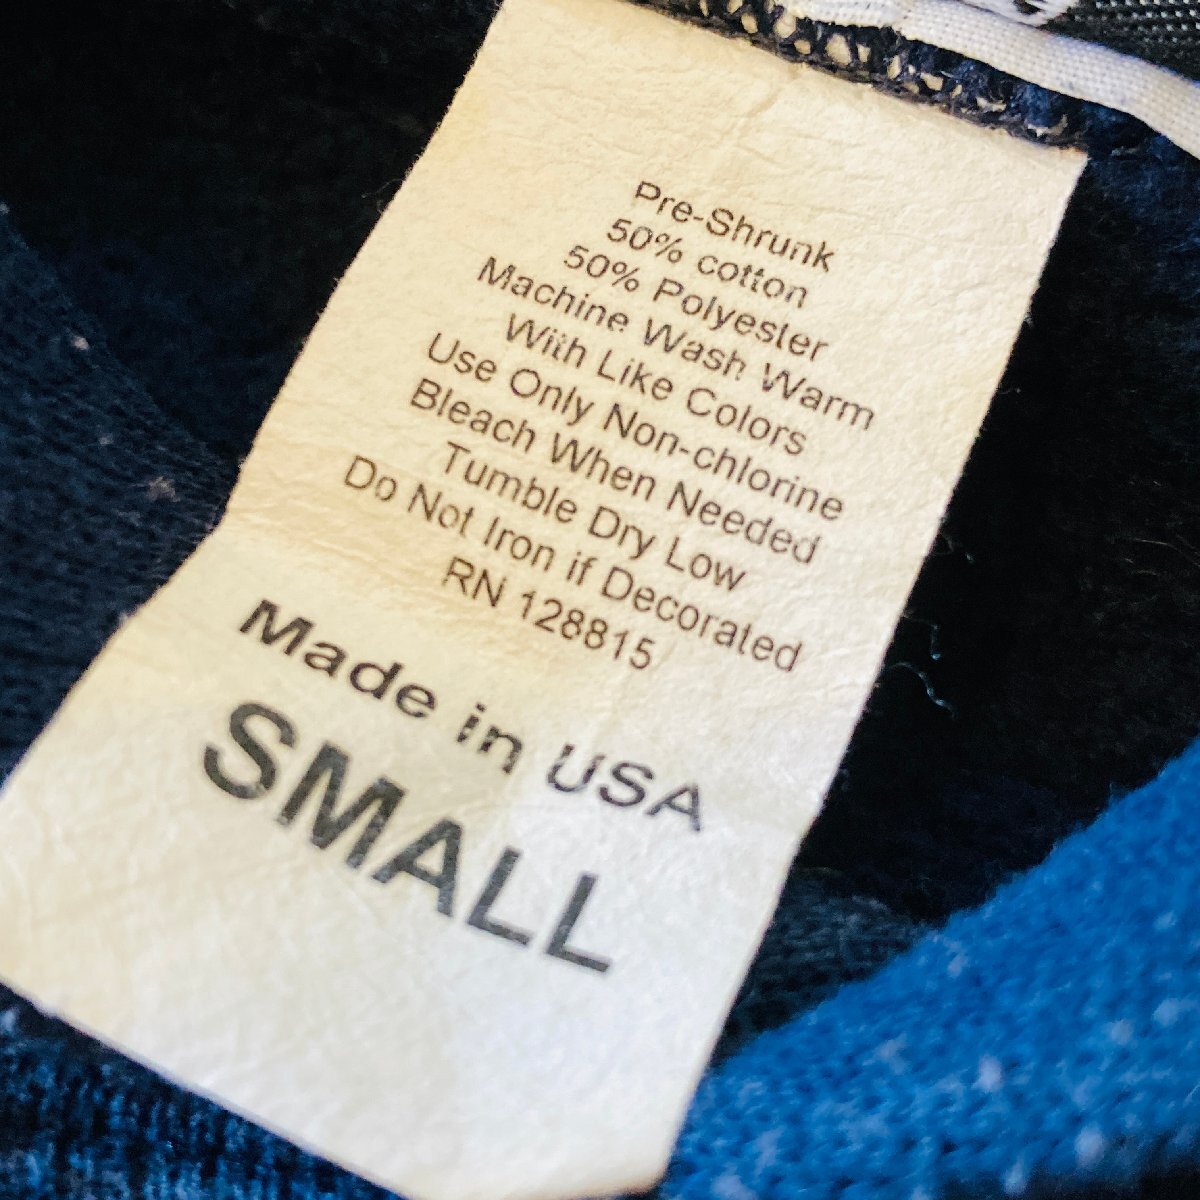 Pre-Shrunk
50% cotton
50% Polyester
Machine Wash Warm
With Like Colors
Use Only Non-chlorine
Bleach When Needed
Tumble Dry Low
Do Not Iron if Decorated
RN 128815
Made in USA
SMALL